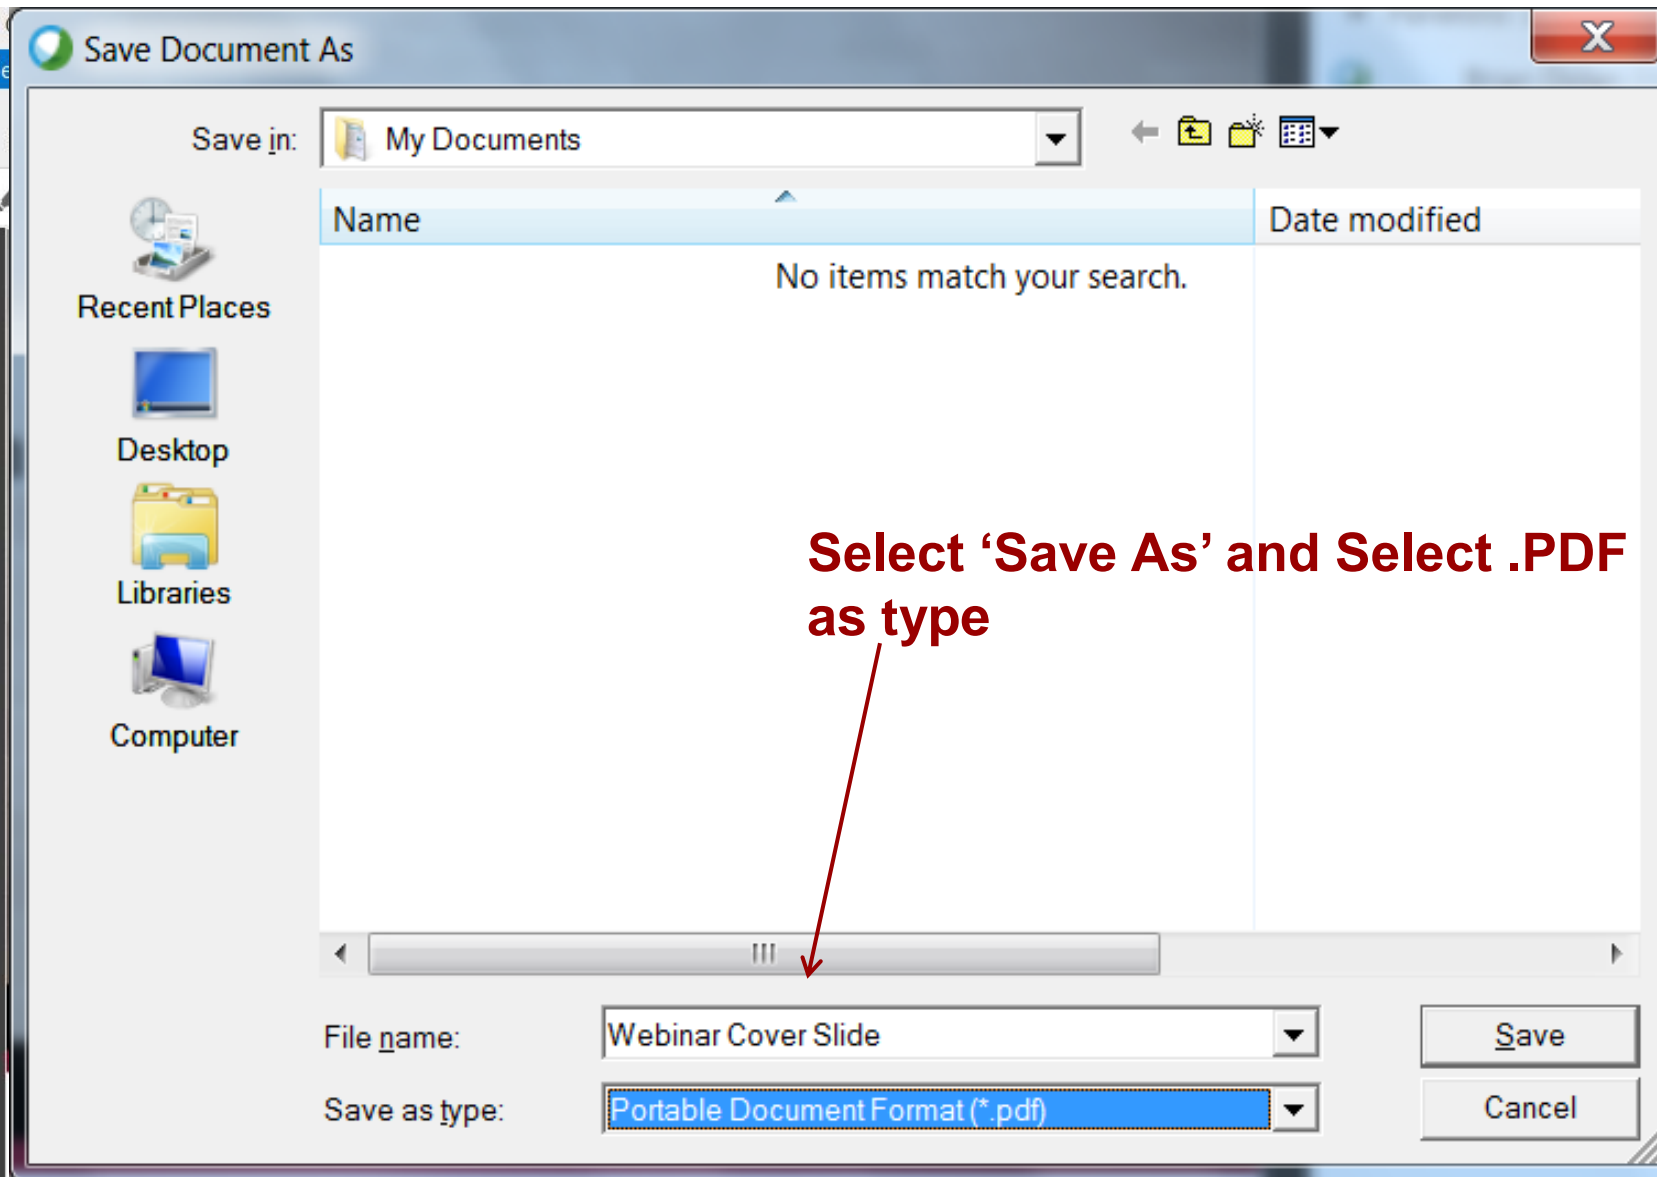 Save Document As
Save in:
My Documents
Name
Date modified
No items match your search.
Recent Places
Desktop
Libraries
Computer
Select ‘Save As’ and Select .PDF
as type
File name:
Webinar Cover Slide
Save
Save as type:
Portable Document Format (*.pdf)
Cancel